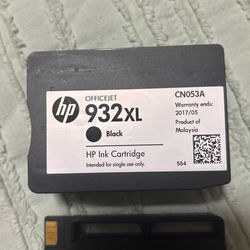 hp
OFFICEJET
932XL
Black
HP Ink Cartridge
Intended for single use only.
CN053A
Warranty ends:
2017/05
Product of
Malaysia
554